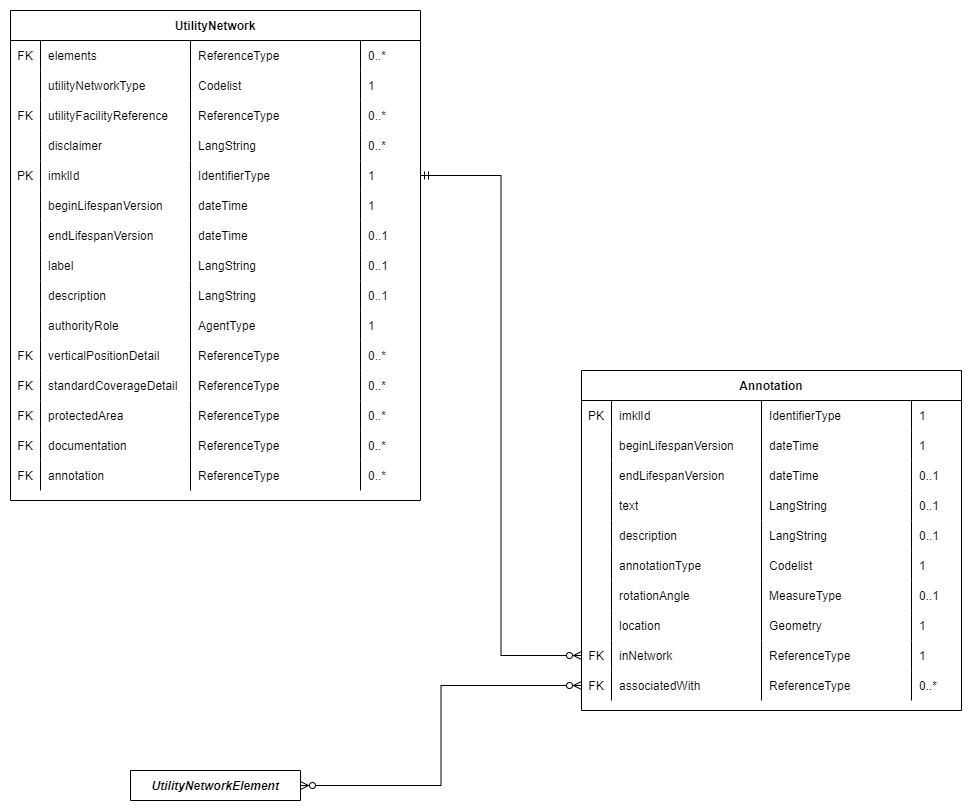 UtilityNetwork
FK elements ReferenceType 0..*
utilityNetworkType Codelist 1
FK utilityFacilityReference ReferenceType 0..*
disclaimer LangString 0..*
PK imklId IdentifierType 1
beginLifespanVersion dateTime 1
endLifespanVersion dateTime 0..1
label LangString 0..1
description LangString 0..1
authorityRole AgentType 1
FK verticalPositionDetail ReferenceType 0..*
FK standardCoverageDetail ReferenceType 0..*
FK protectedArea ReferenceType 0..*
FK documentation ReferenceType 0..*
FK annotation ReferenceType 0..*
Annotation
PK imklId IdentifierType 1
beginLifespanVersion dateTime 1
endLifespanVersion dateTime 0..1
text LangString 0..1
description LangString 0..1
annotationType Codelist 1
rotationAngle MeasureType 0..1
location Geometry 1
FK inNetwork ReferenceType 1
FK associatedWith ReferenceType 0..*
UtilityNetworkElement